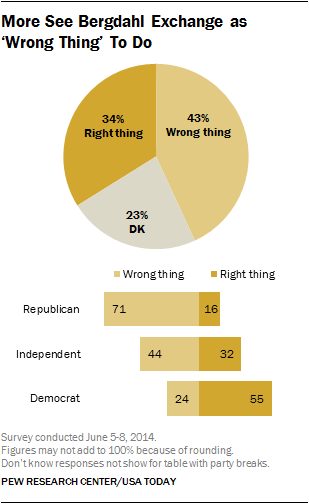 More See Bergdahl Exchange as
‘Wrong Thing’ To Do
34%
Right thing
43%
Wrong thing
23%
DK
Wrong thing Right thing
Republican 71 16
Independent 44 32
Democrat 24 55
Survey conducted June 5-8, 2014.
Figures may not add to 100% because of rounding.
Don’t know responses not show for table with party breaks.
PEW RESEARCH CENTER/USA TODAY